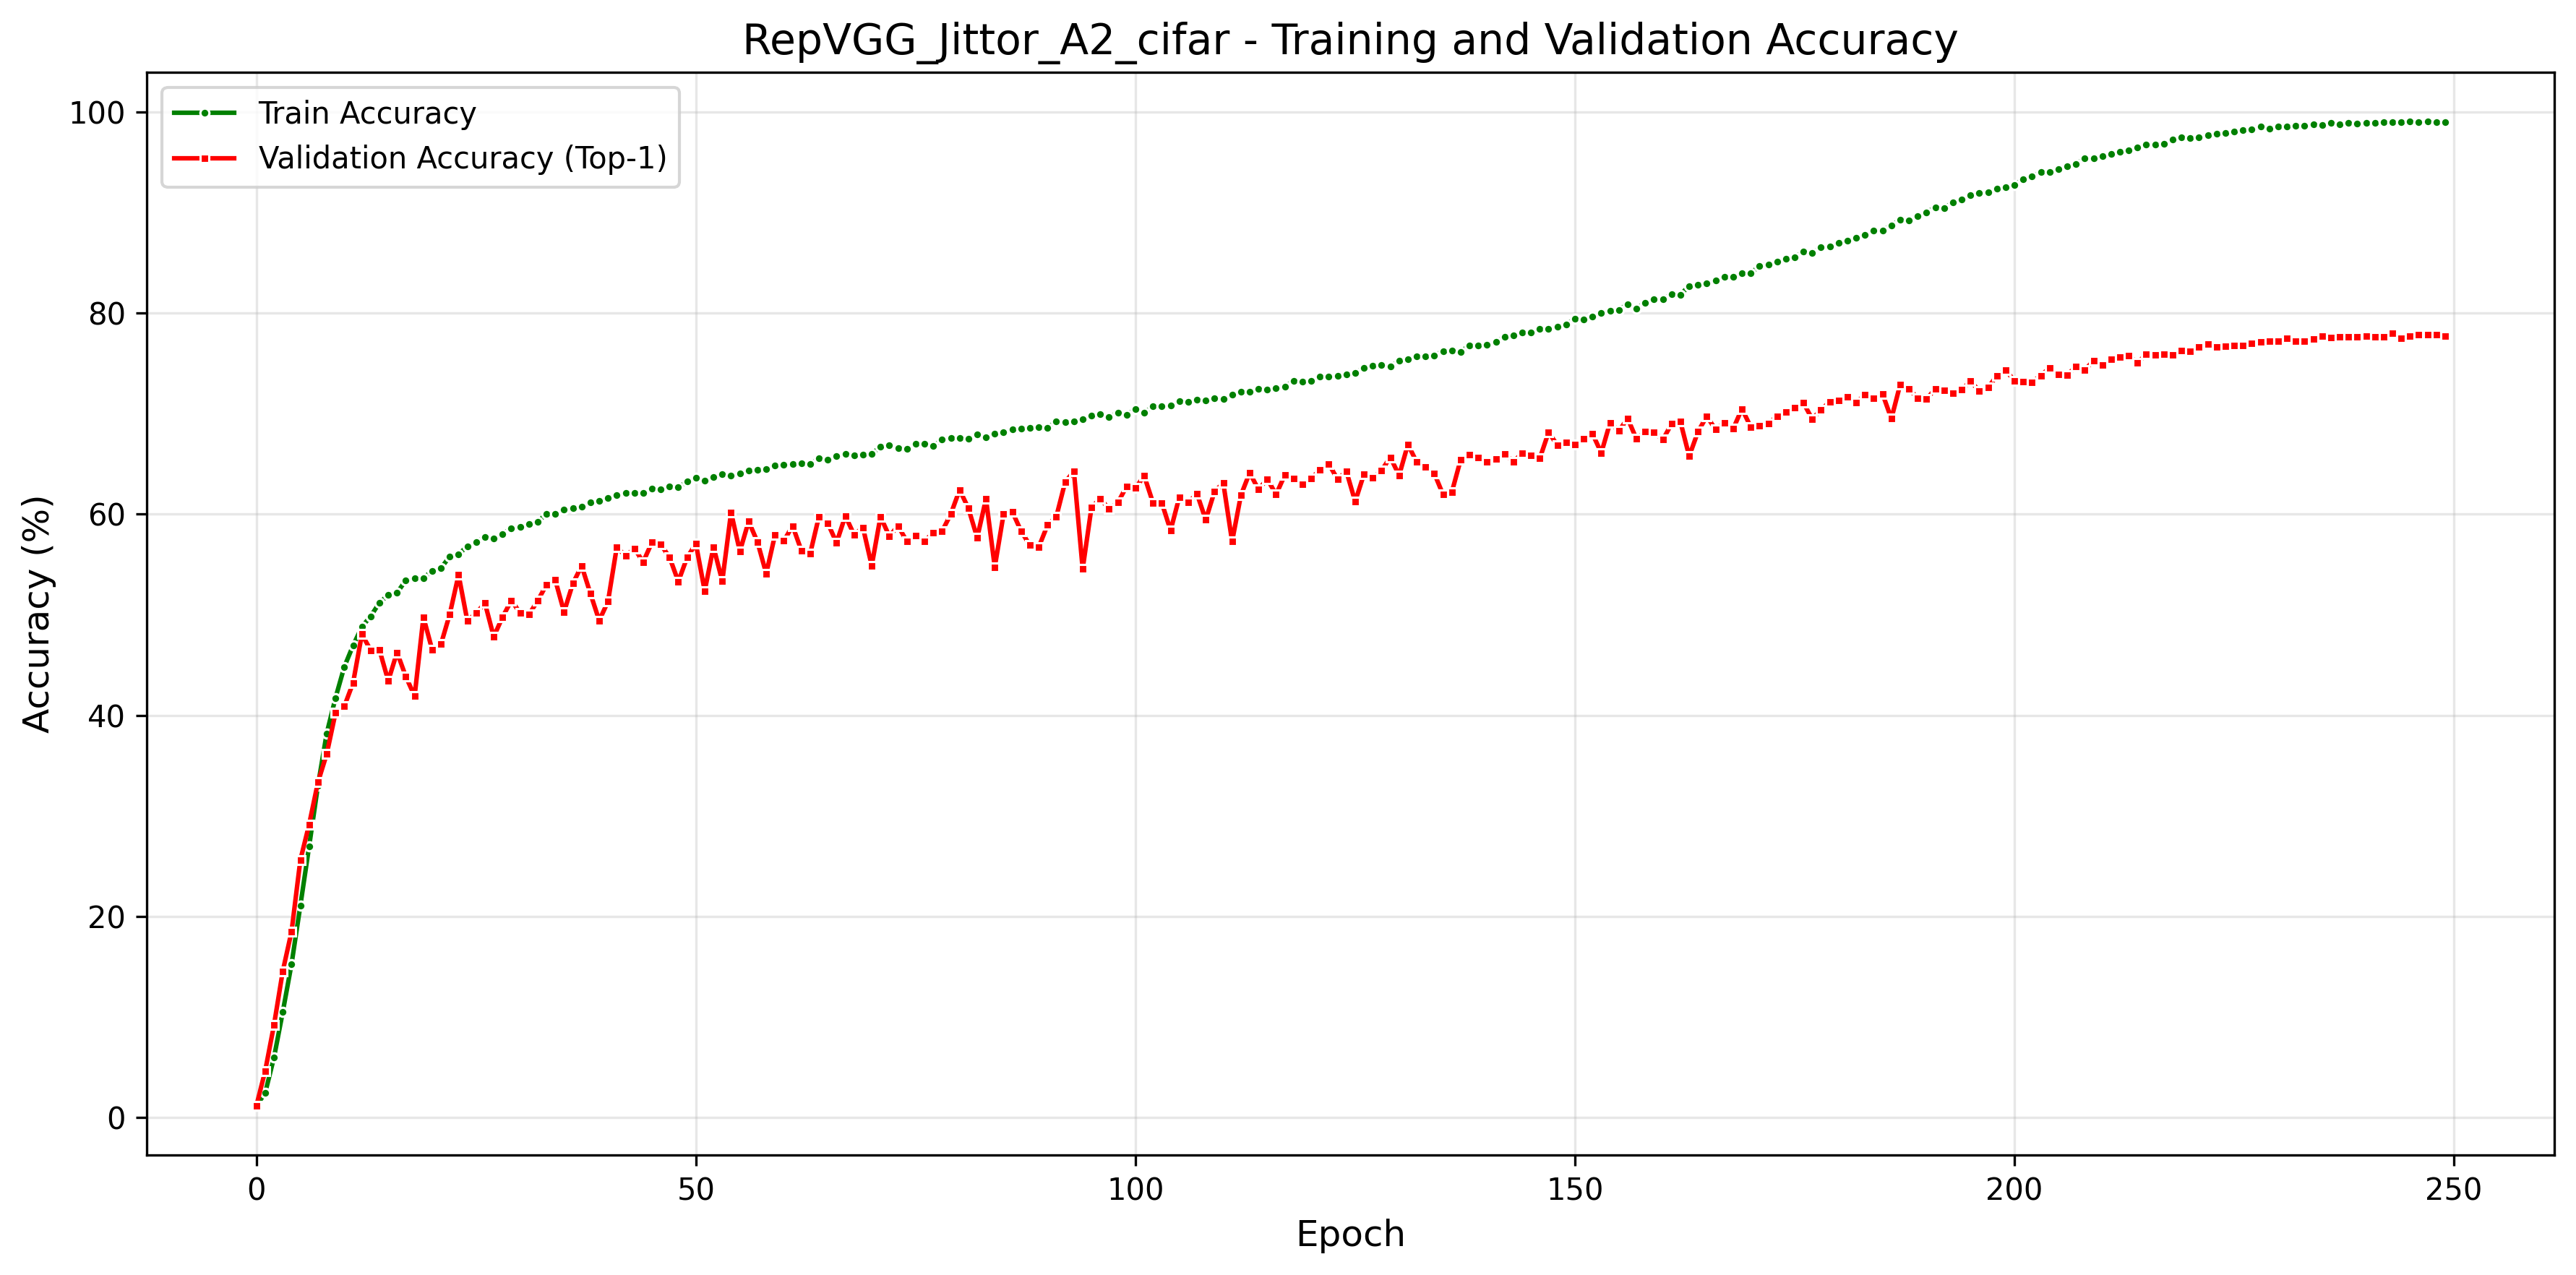 RepVGG_Jittor_A2_cifar - Training and Validation Accuracy
Train Accuracy
Validation Accuracy (Top-1)
Accuracy (%)
100
80
60
40
20
0
0 50 100 150 200 250
Epoch